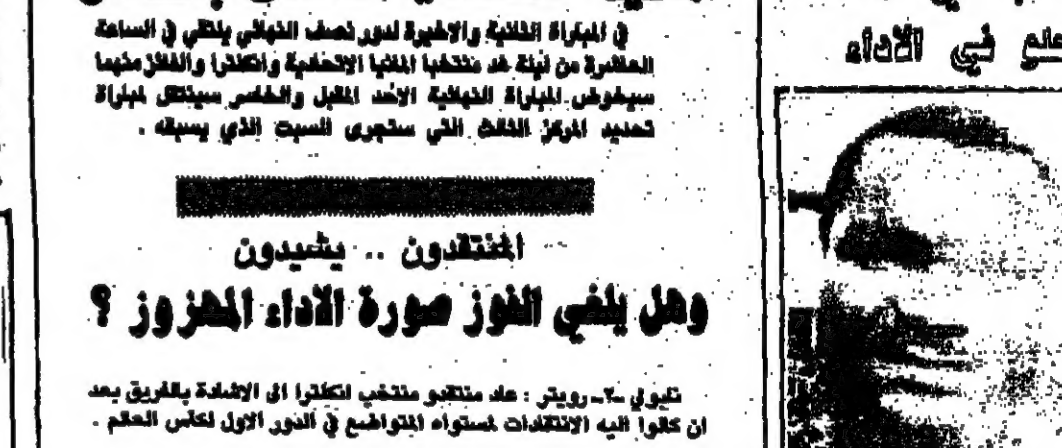 في المباراة الثانية والاخيرة لدور نصف النهائي يلتقي في الساعة
العاشرة من ليلة غد منتخبا المانيا الاتحادية وانكلترا والفائز منهما
سيخوض المباراة النهائية الاحد المقبل والخاسر سينتقل لمباراة
تحديد المركز الثالث التي ستجرى السبت الذي يسبقه .
في الاداء
المنتقدون .. يشيدون
وهل يلغي الفوز صورة الاداء المهزوز ؟
نابولي -٢- رويتر : عاد منتقدو منتخب انكلترا الى الاشادة بالفريق بعد
ان كالوا اليه الانتقادات لمستواه المتواضع في الدور الاول لكأس العالم .